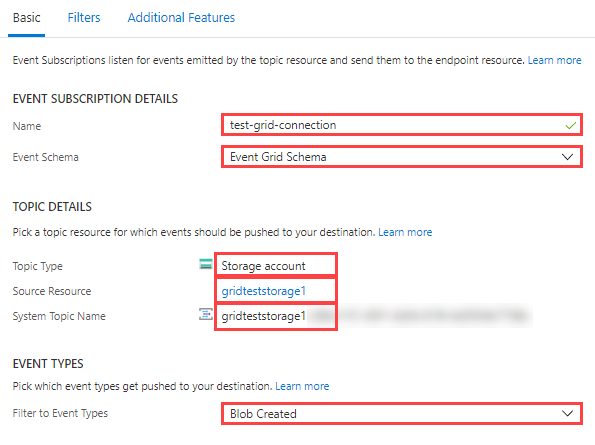 Basic Filters Additional Features
Event Subscriptions listen for events emitted by the topic resource and send them to the endpoint resource. Learn more
EVENT SUBSCRIPTION DETAILS
Name test-grid-connection
Event Schema Event Grid Schema
TOPIC DETAILS
Pick a topic resource for which events should be pushed to your destination. Learn more
Topic Type Storage account
Source Resource gridteststorage1
System Topic Name gridteststorage1
EVENT TYPES
Pick which event types get pushed to your destination. Learn more
Filter to Event Types Blob Created